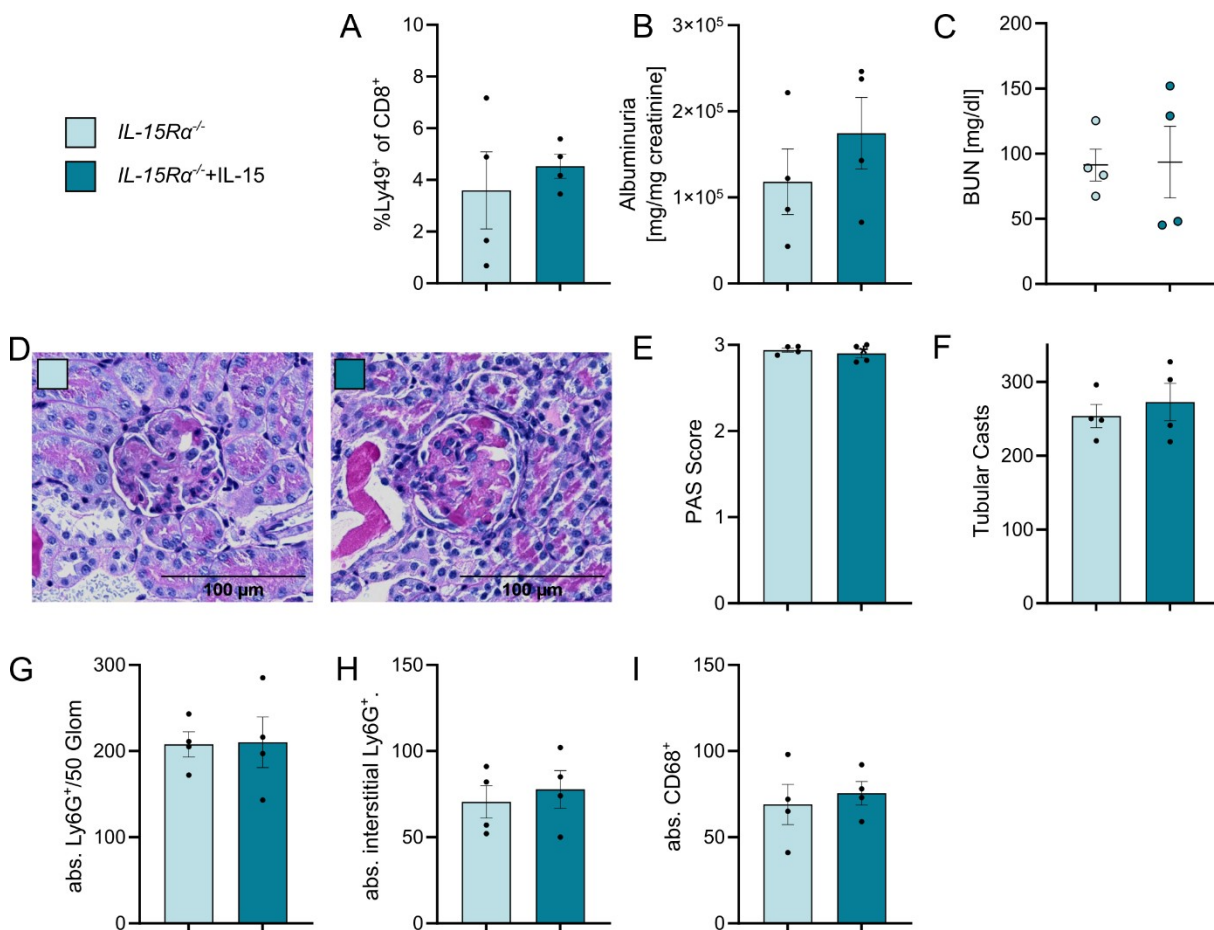 IL-15Rα-/-
IL-15Rα-/-+IL-15
A
%Ly49+ of CD8+
10
8
6
4
2
0
B
Albuminuria
[mg/mg creatinine]
3×10⁵
2×10⁵
1×10⁵
0
C
BUN [mg/dl]
200
150
100
50
0
D
100 µm
100 µm
E
PAS Score
3
2
1
0
F
Tubular Casts
300
200
100
0
G
abs. Ly6G+/50 Glom
300
200
100
0
H
abs. interstitial Ly6G+.
150
100
50
0
I
abs. CD68+
150
100
50
0